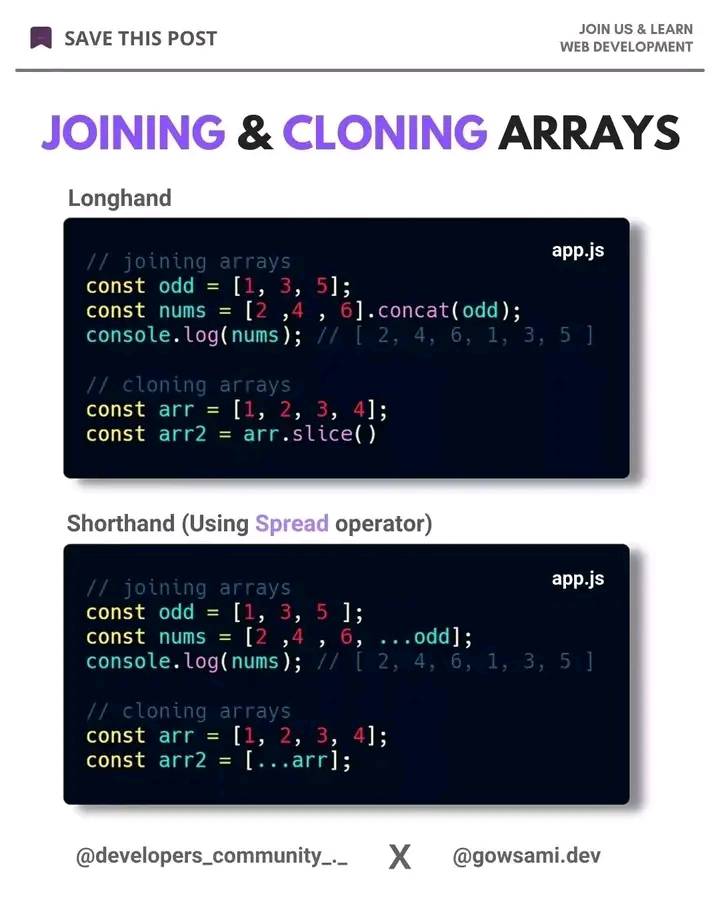 SAVE THIS POST
JOIN US & LEARN
WEB DEVELOPMENT
JOINING & CLONING ARRAYS
Longhand
app.js
// joining arrays
const odd = [1, 3, 5];
const nums = [2 ,4 , 6].concat(odd);
console.log(nums); // [ 2, 4, 6, 1, 3, 5 ]
// cloning arrays
const arr = [1, 2, 3, 4];
const arr2 = arr.slice()
Shorthand (Using Spread operator)
app.js
// joining arrays
const odd = [1, 3, 5 ];
const nums = [2 ,4 , 6, ...odd];
console.log(nums); // [ 2, 4, 6, 1, 3, 5 ]
// cloning arrays
const arr = [1, 2, 3, 4];
const arr2 = [...arr];
@developers_community_._ X @gowsami.dev